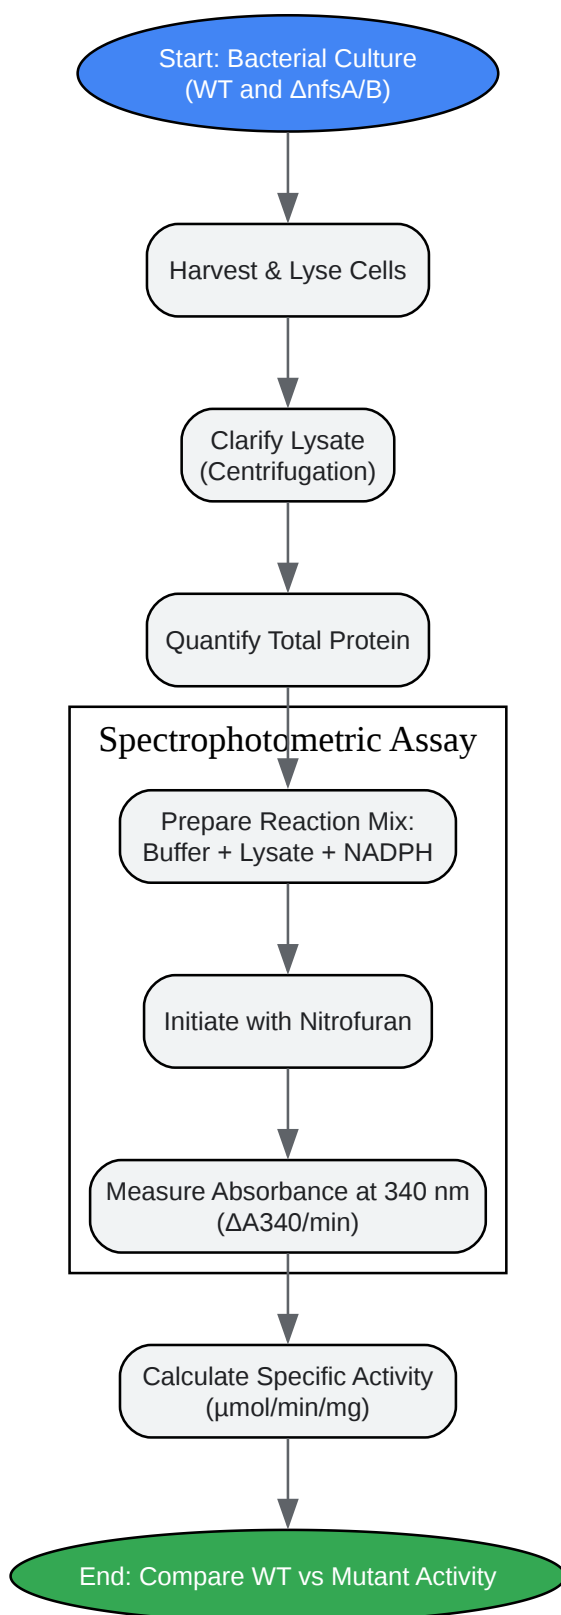 Start: Bacterial Culture
(WT and ΔnfsA/B)
Harvest & Lyse Cells
Clarify Lysate
(Centrifugation)
Quantify Total Protein
Spectrophotometric Assay
Prepare Reaction Mix:
Buffer + Lysate + NADPH
Initiate with Nitrofuran
Measure Absorbance at 340 nm
(ΔA340/min)
Calculate Specific Activity
(µmol/min/mg)
End: Compare WT vs Mutant Activity